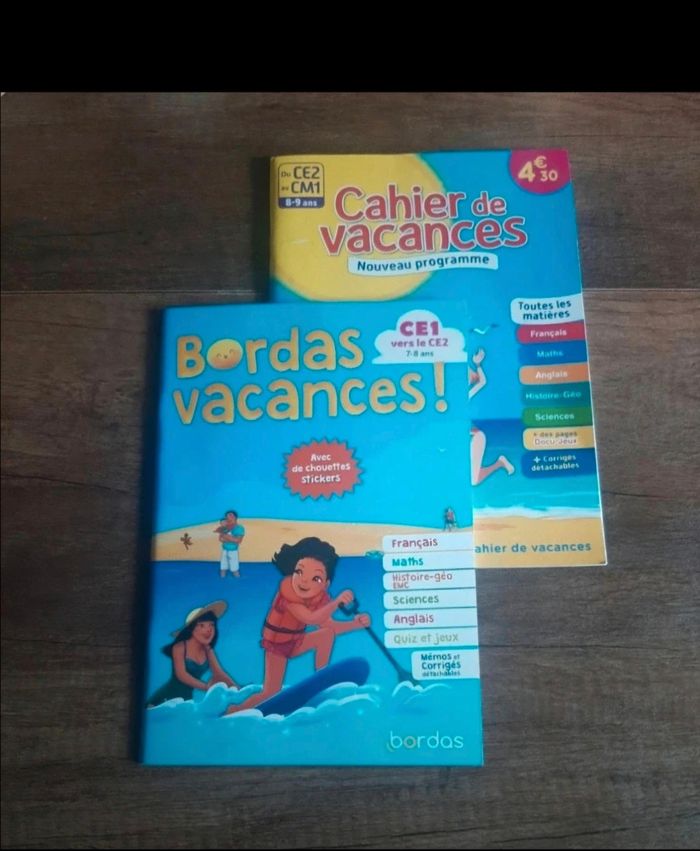 Du CE2
au CM1
8-9 ans
4€30
Cahier de
vacances
Nouveau programme
Toutes les
matières
Français
Maths
Anglais
Histoire-Géo
Sciences
+ des pages
Docu-Jeux
+ Corrigés
détachables
ahier de vacances
Bordas
vacances!
CE1
vers le CE2
7-8 ans
Avec
de chouettes
stickers
Français
Maths
Histoire-géo
EMC
Sciences
Anglais
Quiz et jeux
Mémos et
Corrigés
détachables
bordas